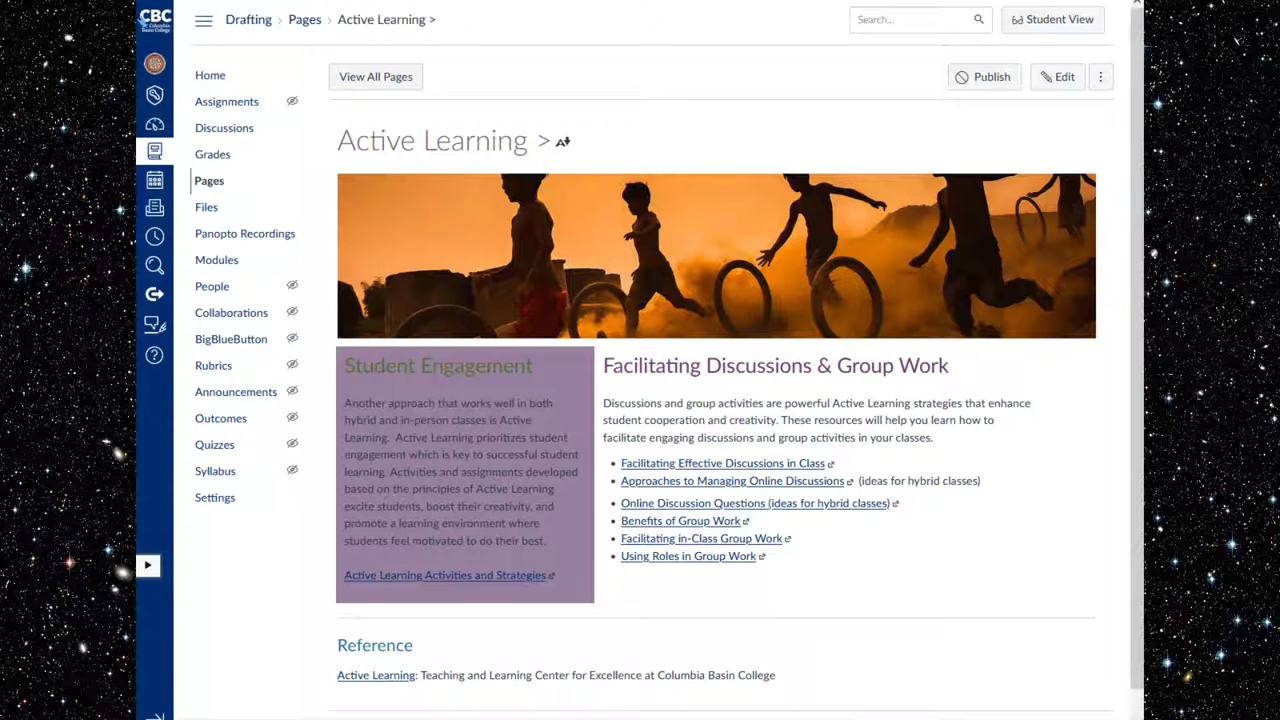 CBC
Columbia
Basin College
Drafting › Pages › Active Learning >
Search...
Student View
Home
Assignments
Discussions
Grades
Pages
Files
Panopto Recordings
Modules
People
Collaborations
BigBlueButton
Rubrics
Announcements
Outcomes
Quizzes
Syllabus
Settings
View All Pages
Publish
Edit
Active Learning >
Student Engagement
Another approach that works well in both
hybrid and in-person classes is Active
Learning. Active Learning prioritizes student
engagement which is key to successful student
learning. Activities and assignments developed
based on the principles of Active Learning
excite students, boost their creativity, and
promote a learning environment where
students feel motivated to do their best.
Active Learning Activities and Strategies
Facilitating Discussions & Group Work
Discussions and group activities are powerful Active Learning strategies that enhance
student cooperation and creativity. These resources will help you learn how to
facilitate engaging discussions and group activities in your classes.
• Facilitating Effective Discussions in Class
• Approaches to Managing Online Discussions (ideas for hybrid classes)
• Online Discussion Questions (ideas for hybrid classes)
• Benefits of Group Work
• Facilitating in-Class Group Work
• Using Roles in Group Work
Reference
Active Learning: Teaching and Learning Center for Excellence at Columbia Basin College